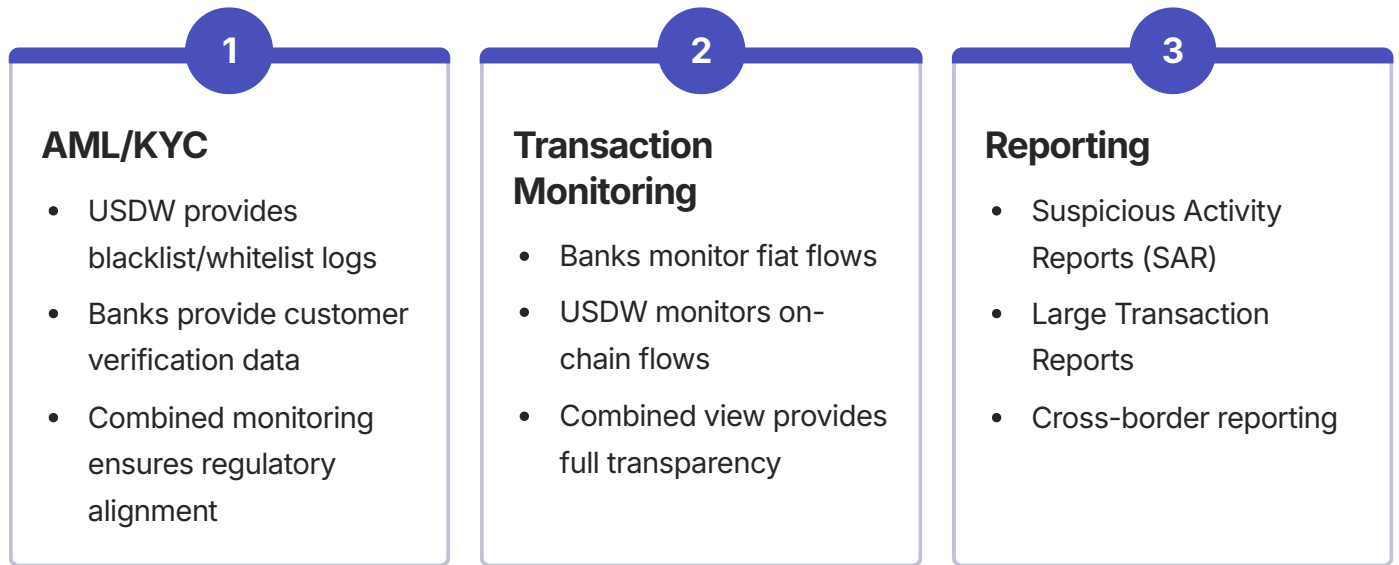 1
AML/KYC
• USDW provides
blacklist/whitelist logs
• Banks provide customer
verification data
• Combined monitoring
ensures regulatory
alignment
2
Transaction
Monitoring
• Banks monitor fiat flows
• USDW monitors on-
chain flows
• Combined view provides
full transparency
3
Reporting
• Suspicious Activity
Reports (SAR)
• Large Transaction
Reports
• Cross-border reporting